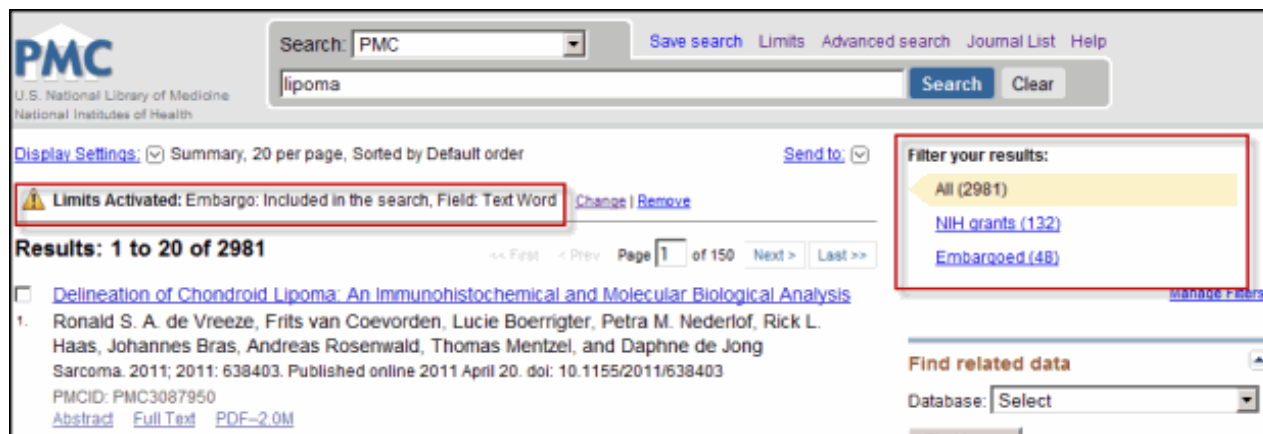 PMC
U.S. National Library of Medicine
National Institutes of Health
Search: PMC
Save search Limits Advanced search Journal List Help
lipoma
Search Clear
Display Settings: Summary, 20 per page, Sorted by Default order
Send to:
Limits Activated: Embargo: Included in the search, Field: Text Word Change | Remove
Results: 1 to 20 of 2981
<< First < Prev Page 1 of 150 Next > Last >>
Delineation of Chondroid Lipoma: An Immunohistochemical and Molecular Biological Analysis
1. Ronald S. A. de Vreeze, Frits van Coevorden, Lucie Boerrigter, Petra M. Nederlof, Rick L.
Haas, Johannes Bras, Andreas Rosenwald, Thomas Mentzel, and Daphne de Jong
Sarcoma. 2011; 2011: 638403. Published online 2011 April 20. doi: 10.1155/2011/638403
PMCID: PMC3087950
Abstract Full Text PDF–2.0M
Filter your results:
All (2981)
NIH grants (132)
Embargoed (48)
Manage Filters
Find related data
Database: Select